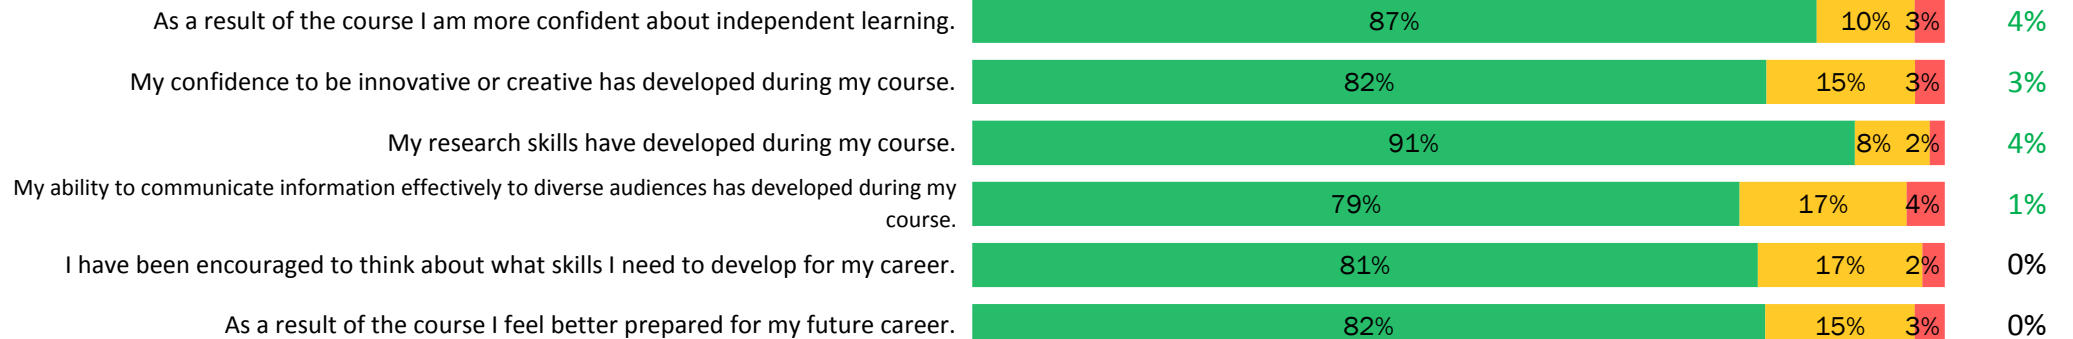 As a result of the course I am more confident about independent learning. 87% 10% 3% 4%
My confidence to be innovative or creative has developed during my course. 82% 15% 3% 3%
My research skills have developed during my course. 91% 8% 2% 4%
My ability to communicate information effectively to diverse audiences has developed during my
course. 79% 17% 4% 1%
I have been encouraged to think about what skills I need to develop for my career. 81% 17% 2% 0%
As a result of the course I feel better prepared for my future career. 82% 15% 3% 0%